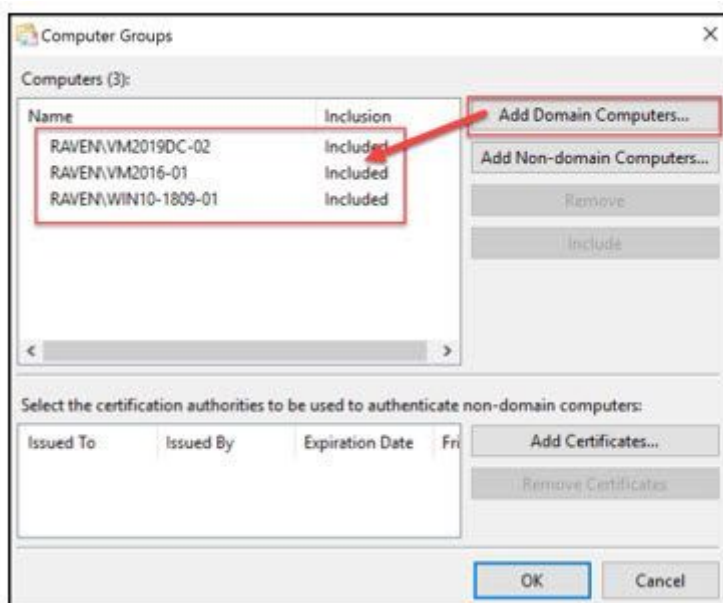 Computer Groups
Computers (3):
Name Inclusion
RAVEN\VM2019DC-02 Included
RAVEN\VM2016-01 Included
RAVEN\WIN10-1809-01 Included
Add Domain Computers...
Add Non-domain Computers...
Remove
Include
Select the certification authorities to be used to authenticate non-domain computers:
Issued To Issued By Expiration Date Fri
Add Certificates...
Remove Certificates
OK Cancel